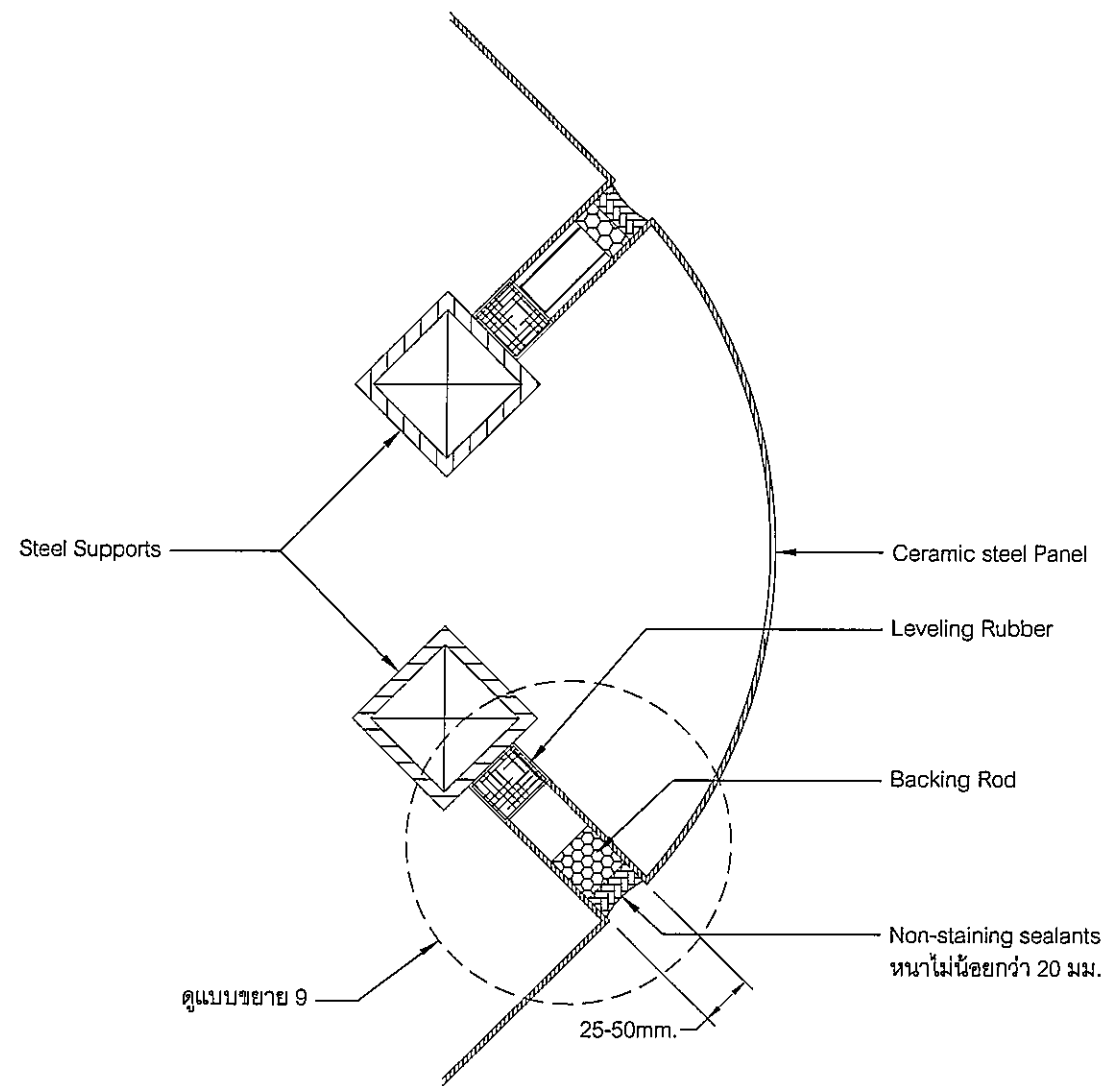 Steel Supports
Ceramic steel Panel
Leveling Rubber
Backing Rod
Non-staining sealants
หนาไม่น้อยกว่า 20 มม.
ดูแบบขยาย 9
25-50mm.